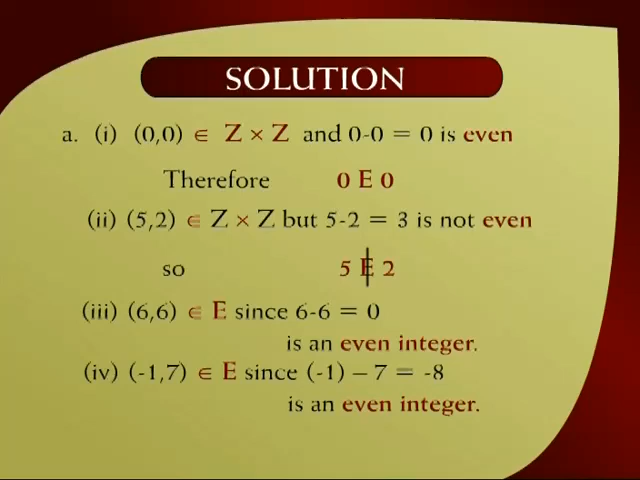 SOLUTION
a. (i) (0,0) ∈ Z × Z and 0-0 = 0 is even
Therefore 0 E 0
(ii) (5,2) ∈ Z × Z but 5-2 = 3 is not even
so 5 E̸ 2
(iii) (6,6) ∈ E since 6-6 = 0
is an even integer.
(iv) (-1,7) ∈ E since (-1) – 7 = -8
is an even integer.